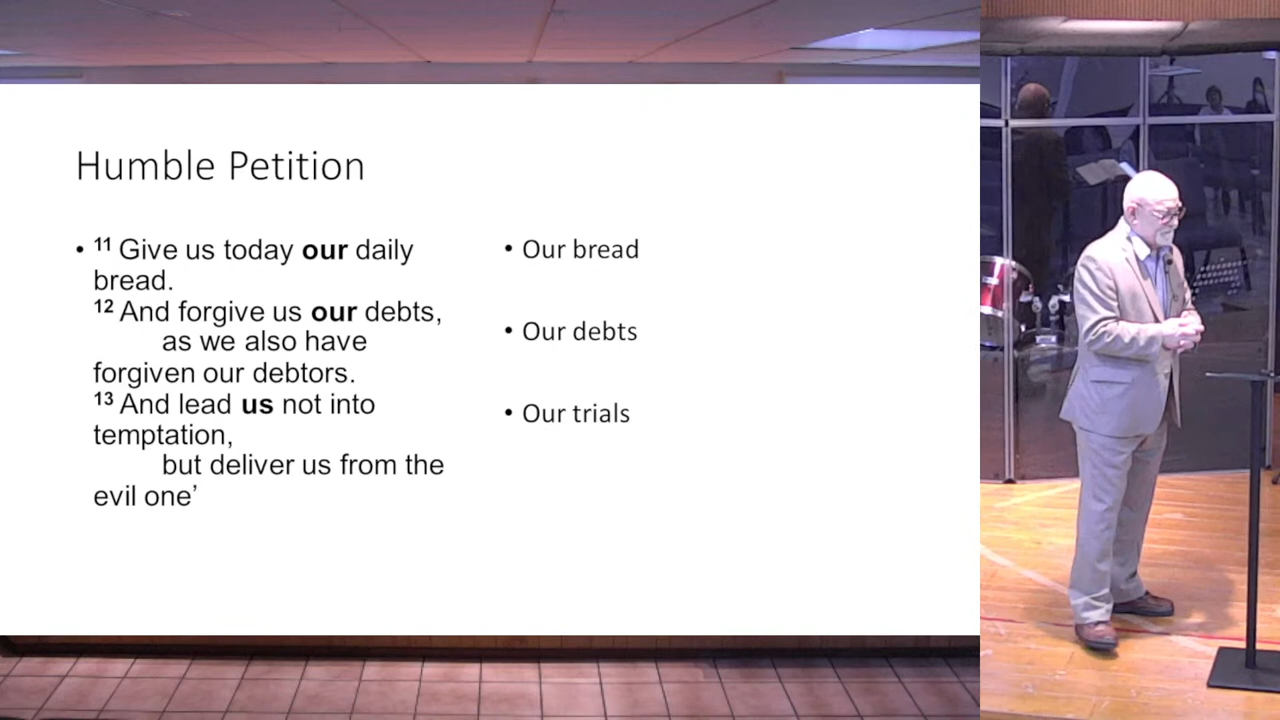 Humble Petition
• ¹¹ Give us today our daily
bread.
¹² And forgive us our debts,
as we also have
forgiven our debtors.
¹³ And lead us not into
temptation,
but deliver us from the
evil one’
• Our bread
• Our debts
• Our trials